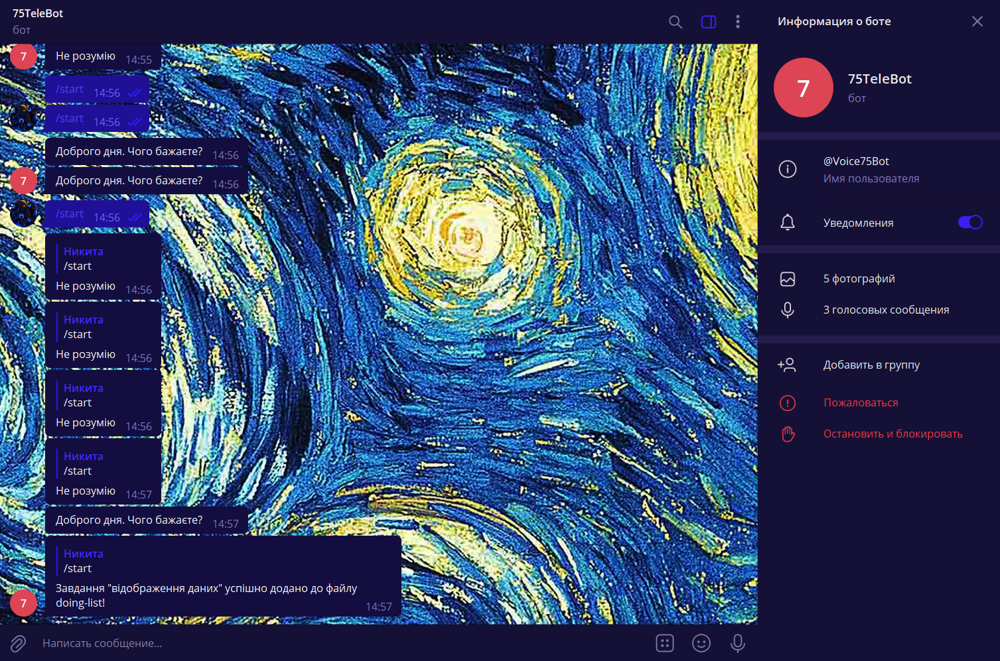 75TeleBot
бот
7
Не розумію 14:55
/start 14:56
/start 14:56
Доброго дня. Чого бажаєте? 14:56
7
Доброго дня. Чого бажаєте? 14:56
/start 14:56
Никита
/start
Не розумію 14:56
Никита
/start
Не розумію 14:56
Никита
/start
Не розумію 14:56
Никита
/start
Не розумію 14:57
Доброго дня. Чого бажаєте? 14:57
Никита
/start
Завдання "відображення даних" успішно додано до файлу
doing-list!
7
14:57
Написать сообщение...
Информация о боте
7
75TeleBot
бот
@Voice75Bot
Имя пользователя
Уведомления
5 фотографий
3 голосовых сообщения
Добавить в группу
Пожаловаться
Остановить и блокировать